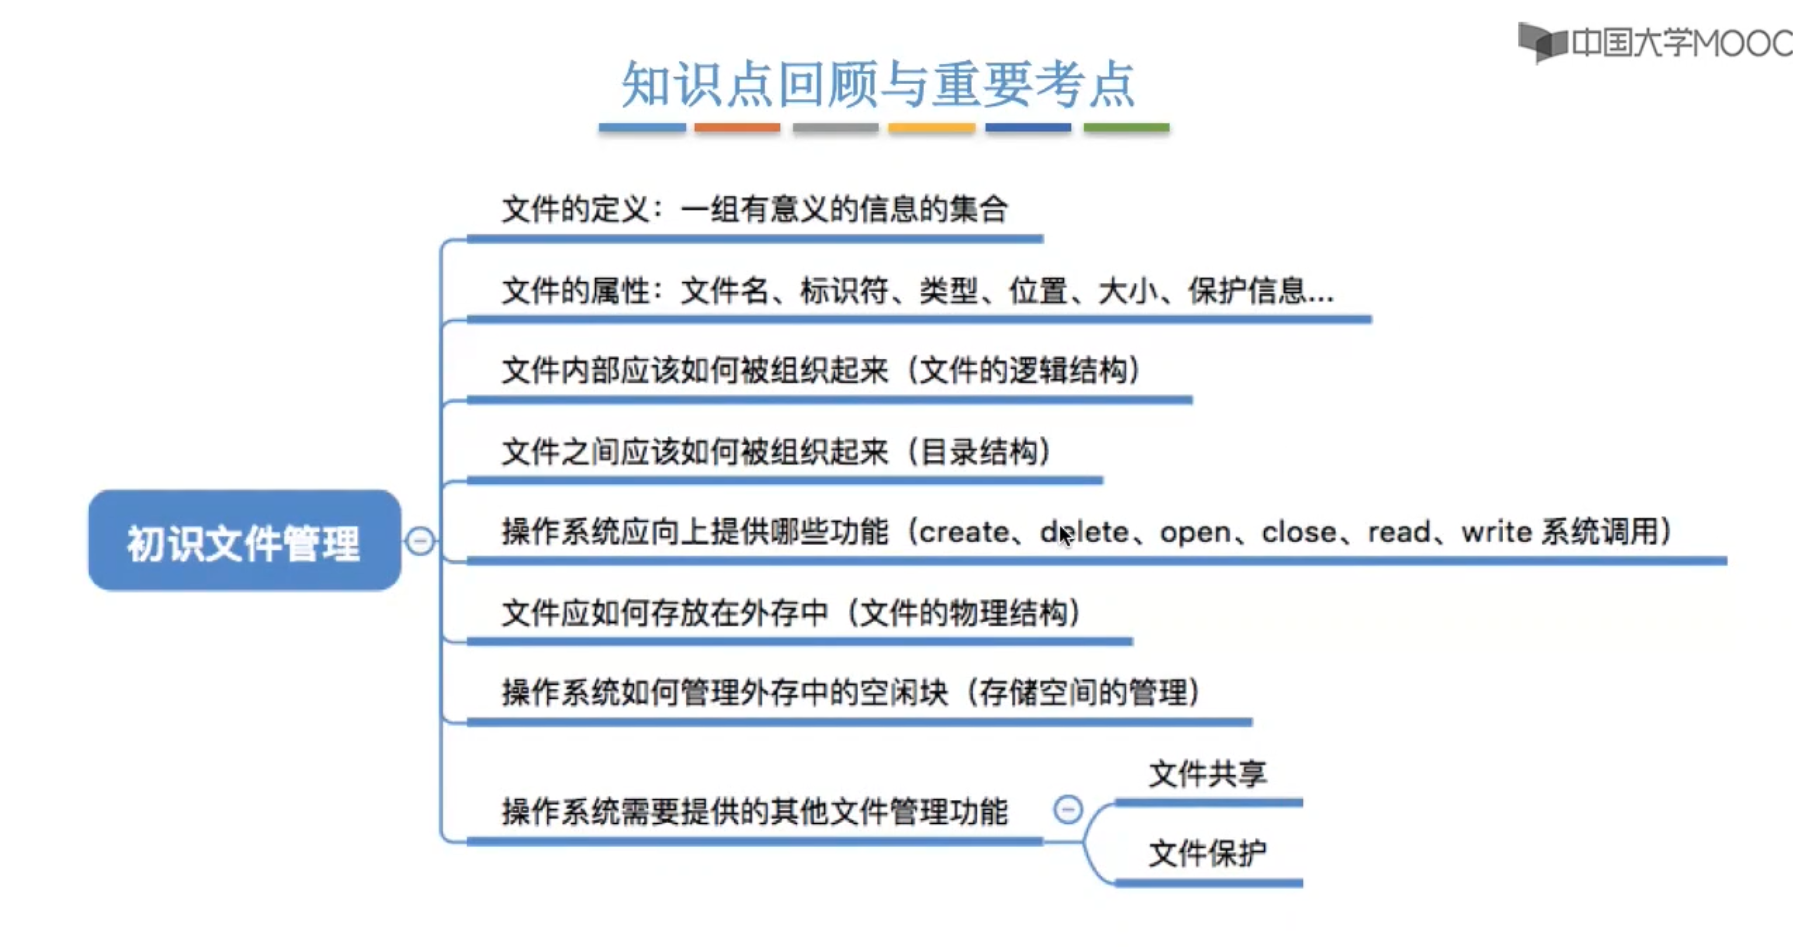 中国大学MOOC
知识点回顾与重要考点
文件的定义：一组有意义的信息的集合
文件的属性：文件名、标识符、类型、位置、大小、保护信息...
文件内部应该如何被组织起来（文件的逻辑结构）
文件之间应该如何被组织起来（目录结构）
初识文件管理
操作系统应向上提供哪些功能（create、delete、open、close、read、write 系统调用）
文件应如何存放在外存中（文件的物理结构）
操作系统如何管理外存中的空闲块（存储空间的管理）
操作系统需要提供的其他文件管理功能
文件共享
文件保护